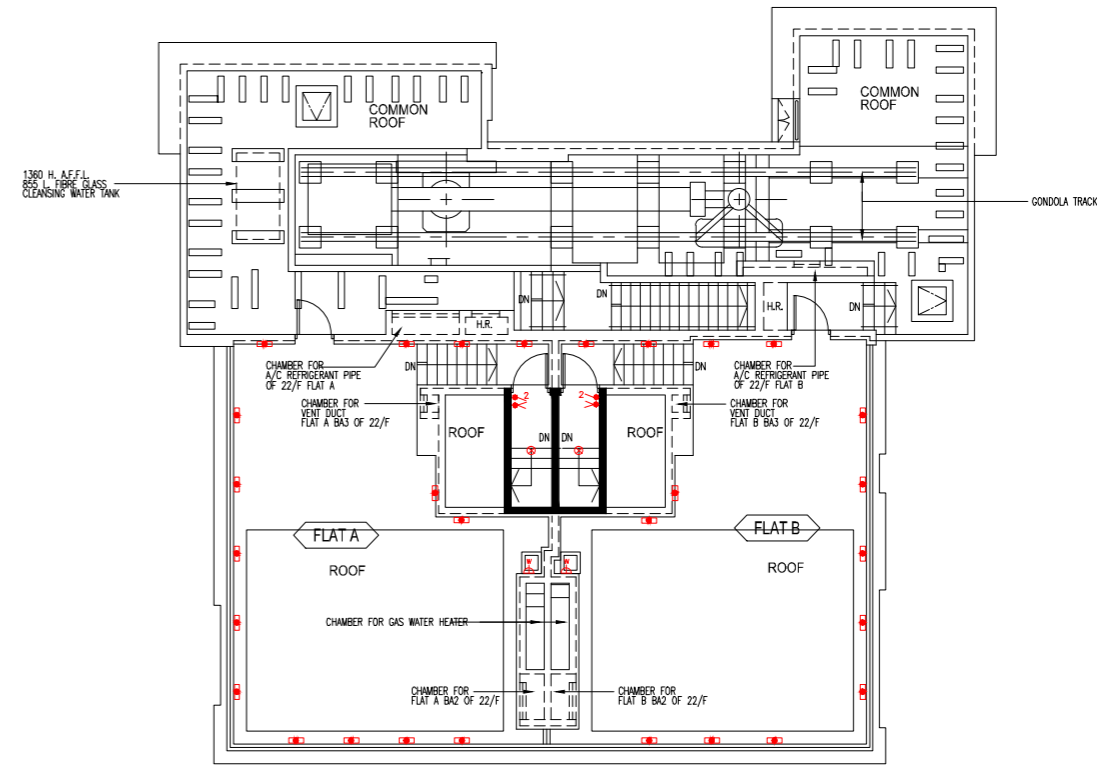 COMMON
ROOF
COMMON
ROOF
1360 H. A.F.F.L.
855 L. FIBRE GLASS
CLEANSING WATER TANK
GONDOLA TRACK
DN
DN
H.R.
DN
H.R.
CHAMBER FOR
A/C REFRIGERANT PIPE
OF 22/F FLAT A
DN
DN
CHAMBER FOR
A/C REFRIGERANT PIPE
OF 22/F FLAT B
CHAMBER FOR
VENT DUCT
FLAT A BA3 OF 22/F
2
2
CHAMBER FOR
VENT DUCT
FLAT B BA3 OF 22/F
ROOF
DN
DN
ROOF
FLAT A
FLAT B
ROOF
W
W
ROOF
CHAMBER FOR GAS WATER HEATER
CHAMBER FOR
FLAT A BA2 OF 22/F
CHAMBER FOR
FLAT B BA2 OF 22/F